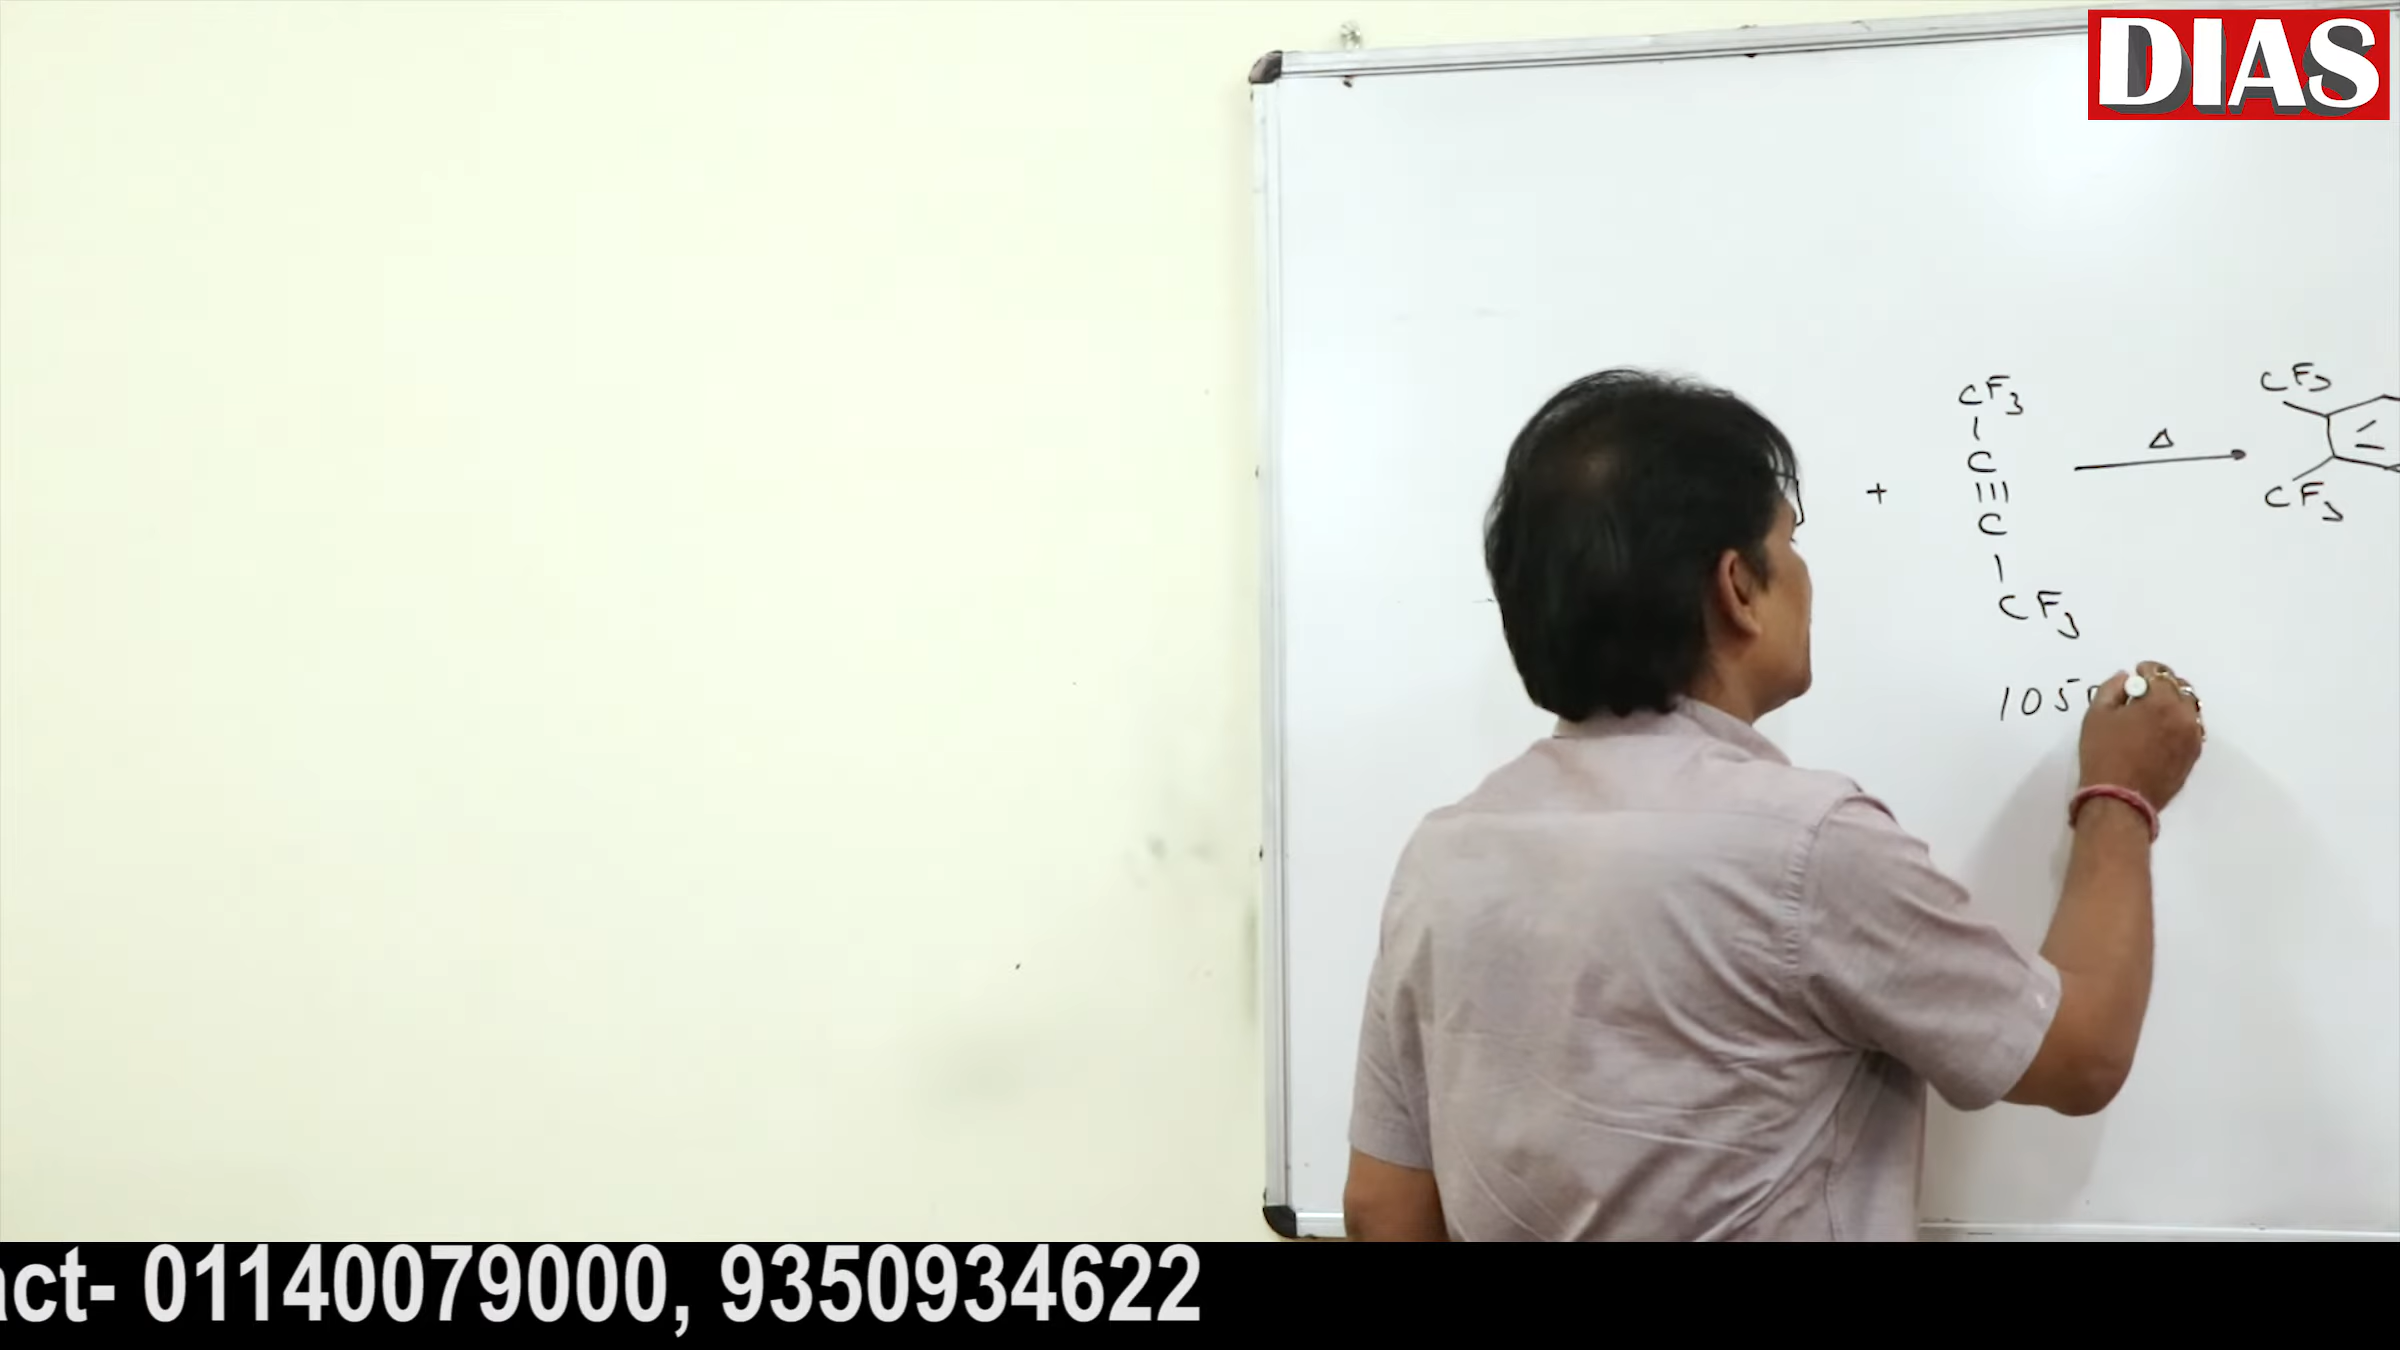 DIAS
+
CF3
C
|||
C
CF3
Δ
CF3
CF3
105
act- 01140079000, 9350934622